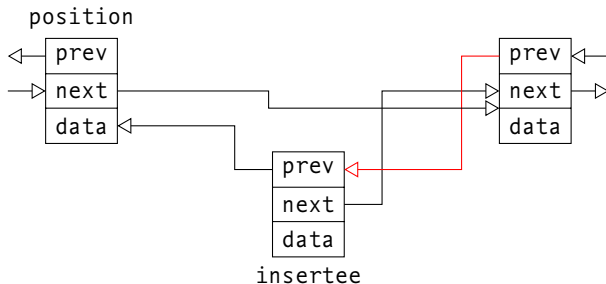 position
prev
next
data
prev
next
data
insertee
prev
next
data